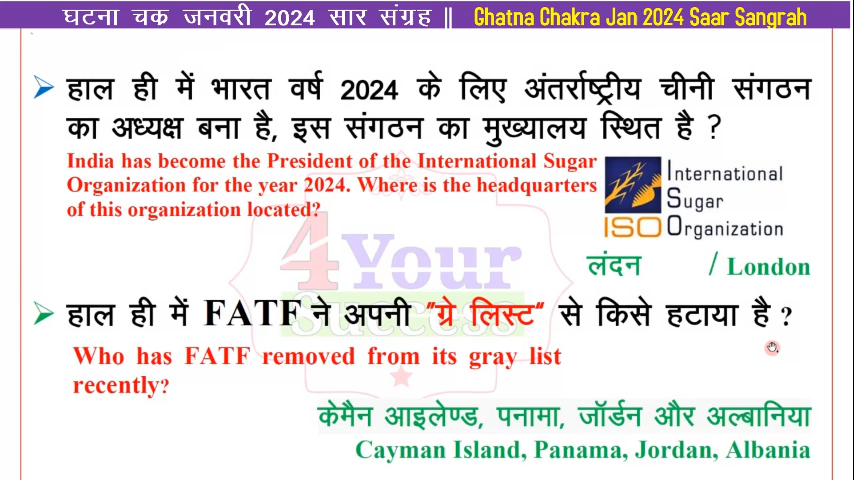 घटना चक्र जनवरी 2024 सार संग्रह || Ghatna Chakra Jan 2024 Saar Sangrah
हाल ही में भारत वर्ष 2024 के लिए अंतर्राष्ट्रीय चीनी संगठन
का अध्यक्ष बना है, इस संगठन का मुख्यालय स्थित है ?
India has become the President of the International Sugar
Organization for the year 2024. Where is the headquarters
of this organization located?
International
Sugar
ISO Organization
लंदन / London
4Your
Success
हाल ही में FATF ने अपनी "ग्रे लिस्ट" से किसे हटाया है ?
Who has FATF removed from its gray list
recently?
केमैन आइलेण्ड, पनामा, जॉर्डन और अल्बानिया
Cayman Island, Panama, Jordan, Albania